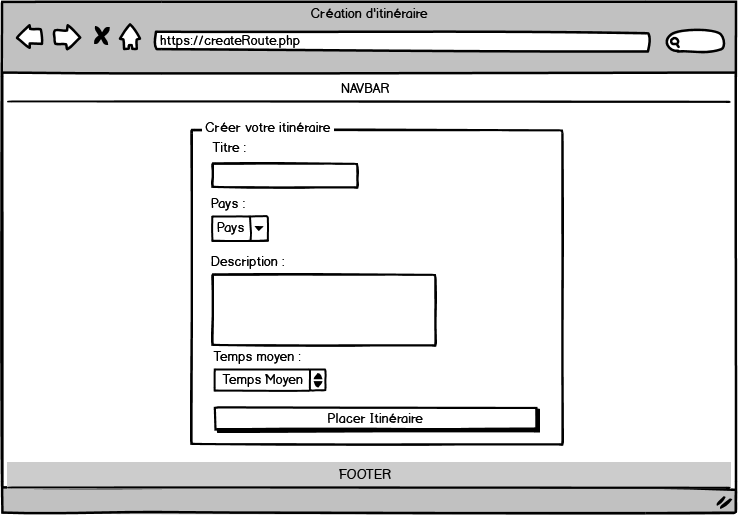 Création d'itinéraire
https://createRoute.php
NAVBAR
Créer votre itinéraire
Titre :
Pays :
Pays
Description :
Temps moyen :
Temps Moyen
Placer Itinéraire
FOOTER